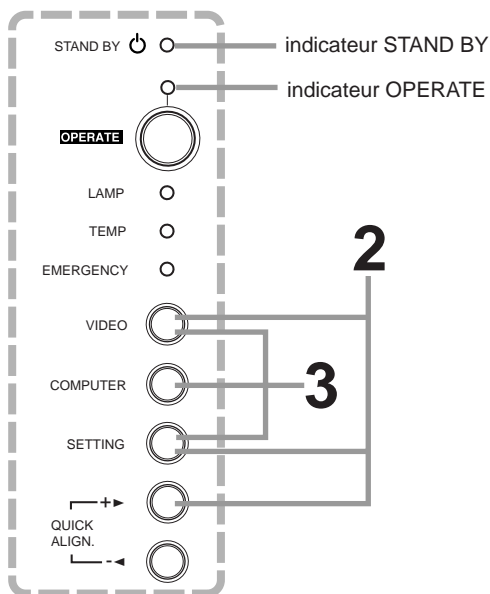 STAND BY
indicateur STAND BY
indicateur OPERATE
OPERATE
LAMP
TEMP
EMERGENCY
2
VIDEO
COMPUTER
3
SETTING
+
QUICK
ALIGN.
-